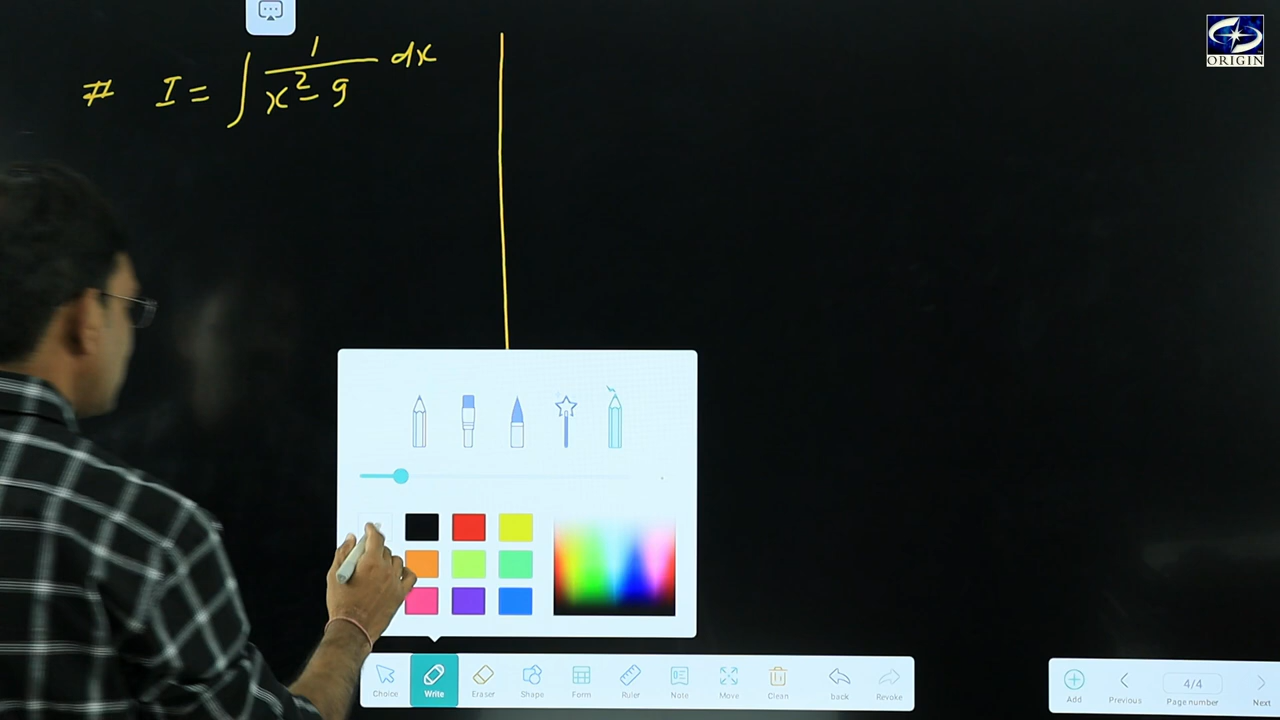 ORIGIN
# I = ∫ 1/(x² - 9) dx
Choice Write Eraser Shape Form Ruler Note Move Clean back Revoke
Add Previous 4/4 Page number Next